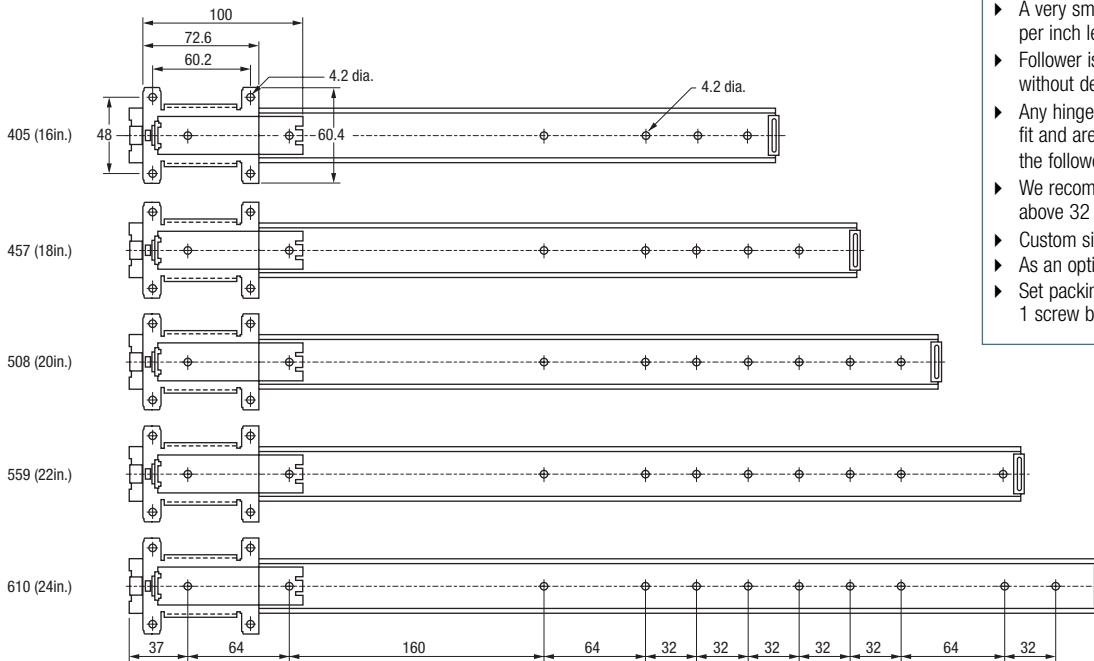 100
72.6
60.2
4.2 dia.
4.2 dia.
405 (16in.)
48
60.4
457 (18in.)
508 (20in.)
559 (22in.)
610 (24in.)
37 64 160 64 32 32 32 32 32 64 32
A very sm
per inch le
Follower is
without de
Any hinge
fit and are
the followe
We recom
above 32
Custom si
As an opti
Set packin
1 screw b